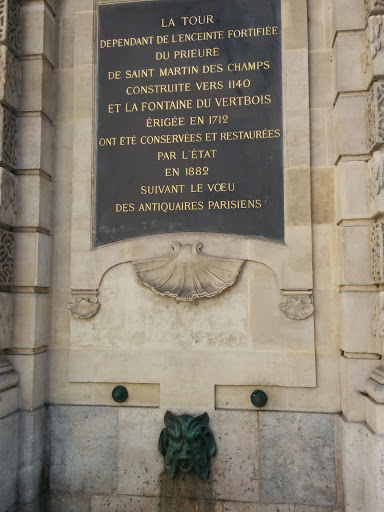 LA TOUR
DEPENDANT DE L'ENCEINTE FORTIFIÉE
DU PRIEURÉ
DE SAINT MARTIN DES CHAMPS
CONSTRUITE VERS 1140
ET LA FONTAINE DU VERTBOIS
ÉRIGÉE EN 1712
ONT ÉTÉ CONSERVÉES ET RESTAURÉES
PAR L'ÉTAT
EN 1882
SUIVANT LE VŒU
DES ANTIQUAIRES PARISIENS